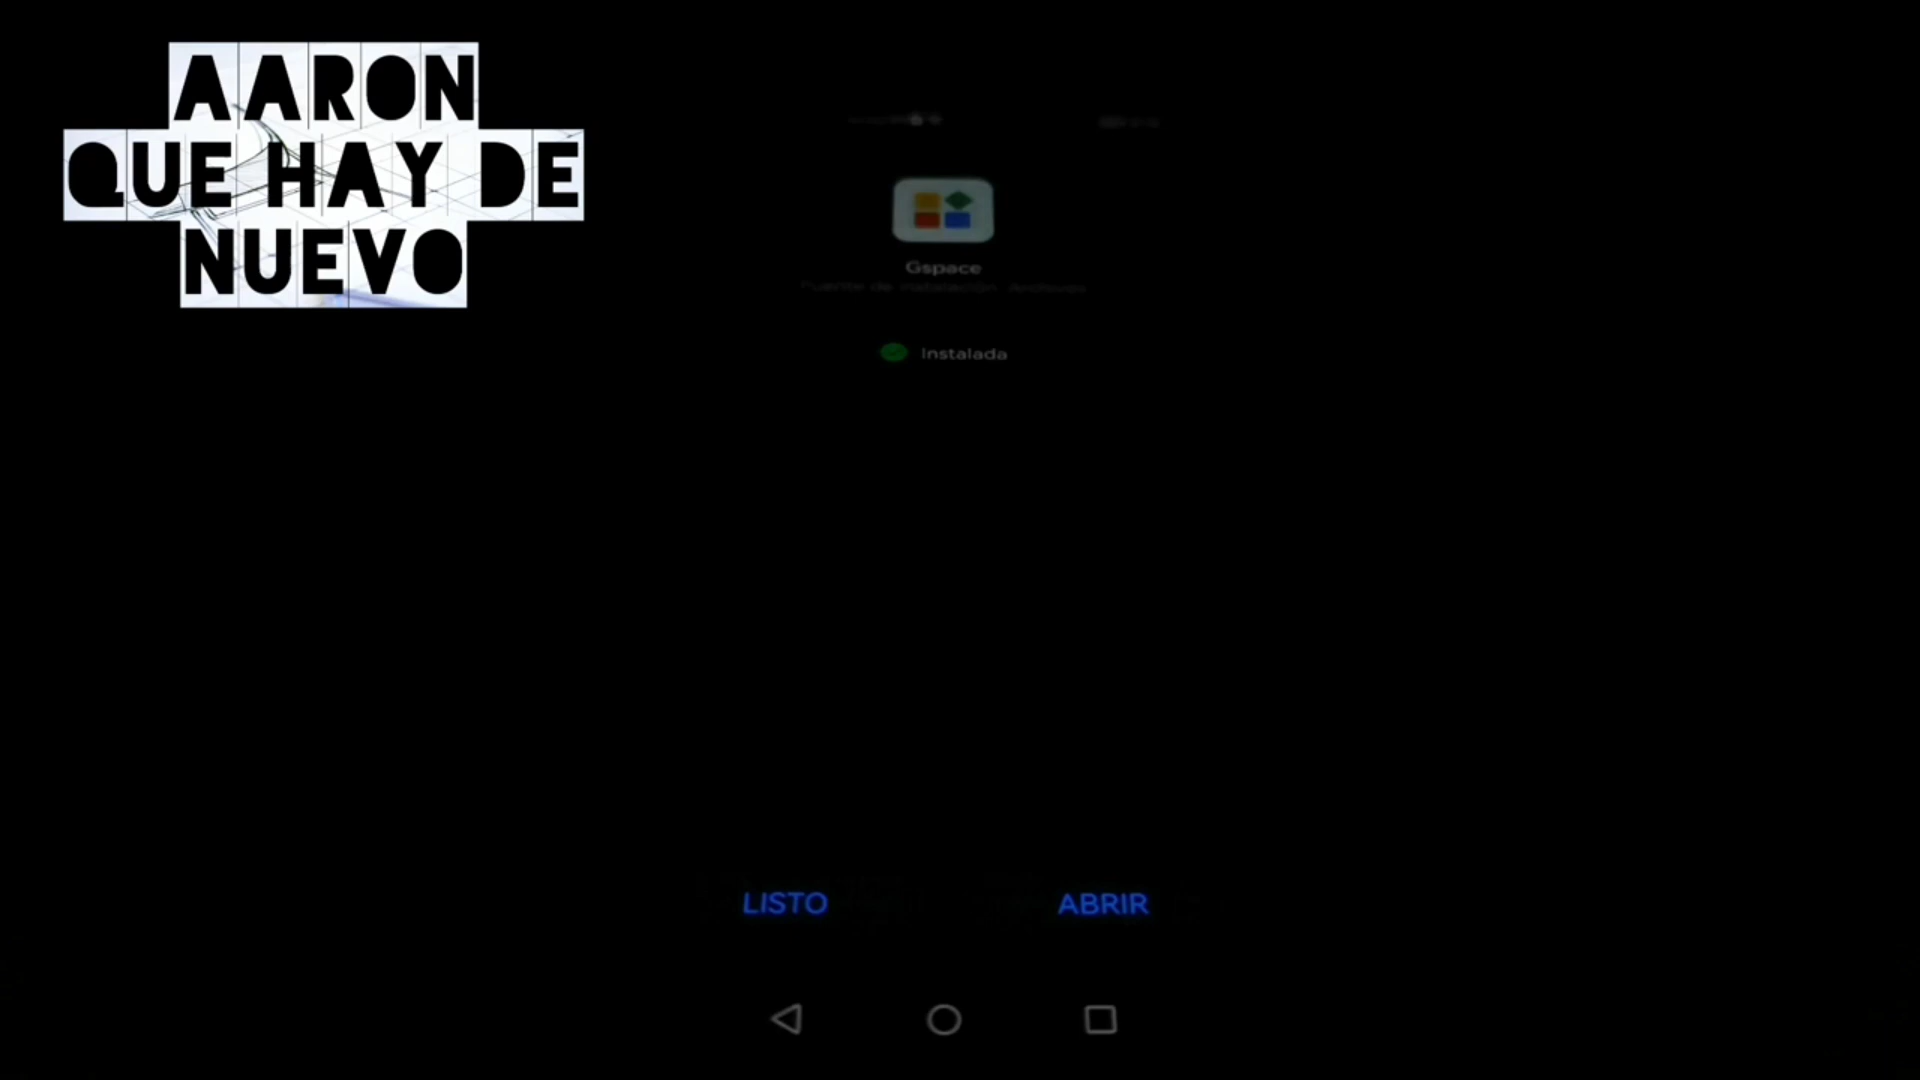 AARON
QUE HAY DE
NUEVO
Gspace
Fuente de instalación: Archivos
Instalada
LISTO
ABRIR